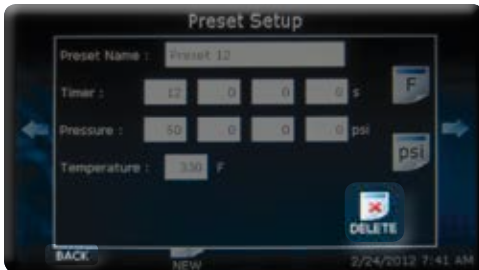 Preset Setup
Preset Name : Preset 12
Timer : 12 0 0 0 s F
Pressure : 50 0 0 0 psi
psi
Temperature : 330 F
DELETE
BACK NEW 2/24/2012 7:41 AM